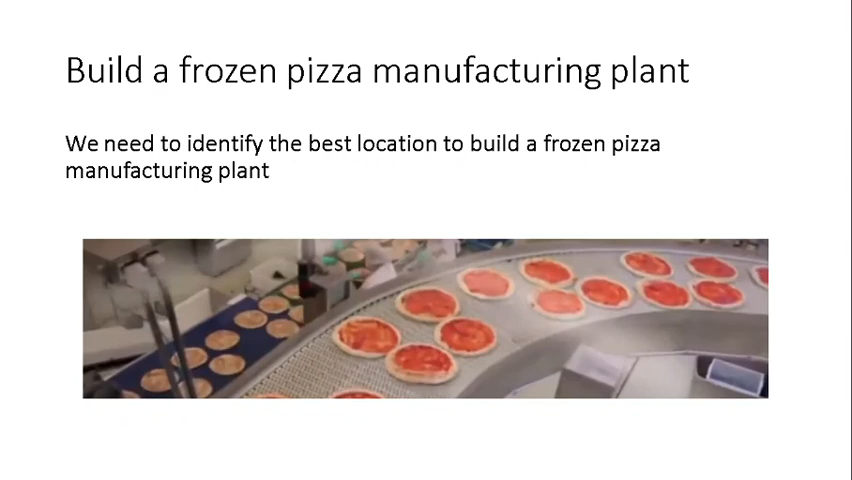 Build a frozen pizza manufacturing plant
We need to identify the best location to build a frozen pizza
manufacturing plant